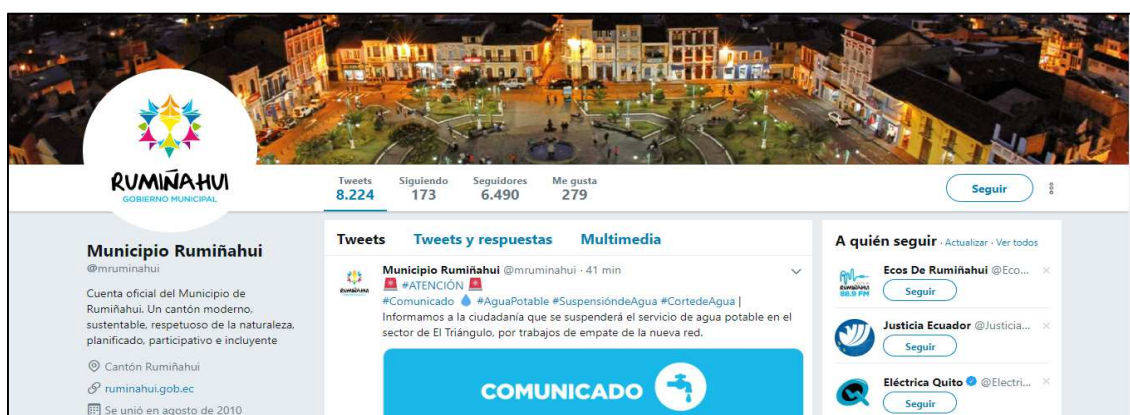 RUMIÑAHUI
GOBIERNO MUNICIPAL
Tweets
8.224
Siguiendo
173
Seguidores
6.490
Me gusta
279
Seguir
Municipio Rumiñahui
@mruminahui
Cuenta oficial del Municipio de
Rumiñahui. Un cantón moderno,
sustentable, respetuoso de la naturaleza,
planificado, participativo e incluyente
Cantón Rumiñahui
ruminahui.gob.ec
Se unió en agosto de 2010
Tweets Tweets y respuestas Multimedia
Municipio Rumiñahui @mruminahui · 41 min
🚨 #ATENCIÓN 🚨
#Comunicado 💧 #AguaPotable #SuspensióndeAgua #CortedeAgua |
Informamos a la ciudadanía que se suspenderá el servicio de agua potable en el
sector de El Triángulo, por trabajos de empate de la nueva red.
COMUNICADO
A quién seguir · Actualizar · Ver todos
Ecos De Rumiñahui @Eco...
RUMIÑAHUI
88.9 FM
Seguir
Justicia Ecuador @Justicia...
Seguir
Eléctrica Quito @Electri...
Seguir